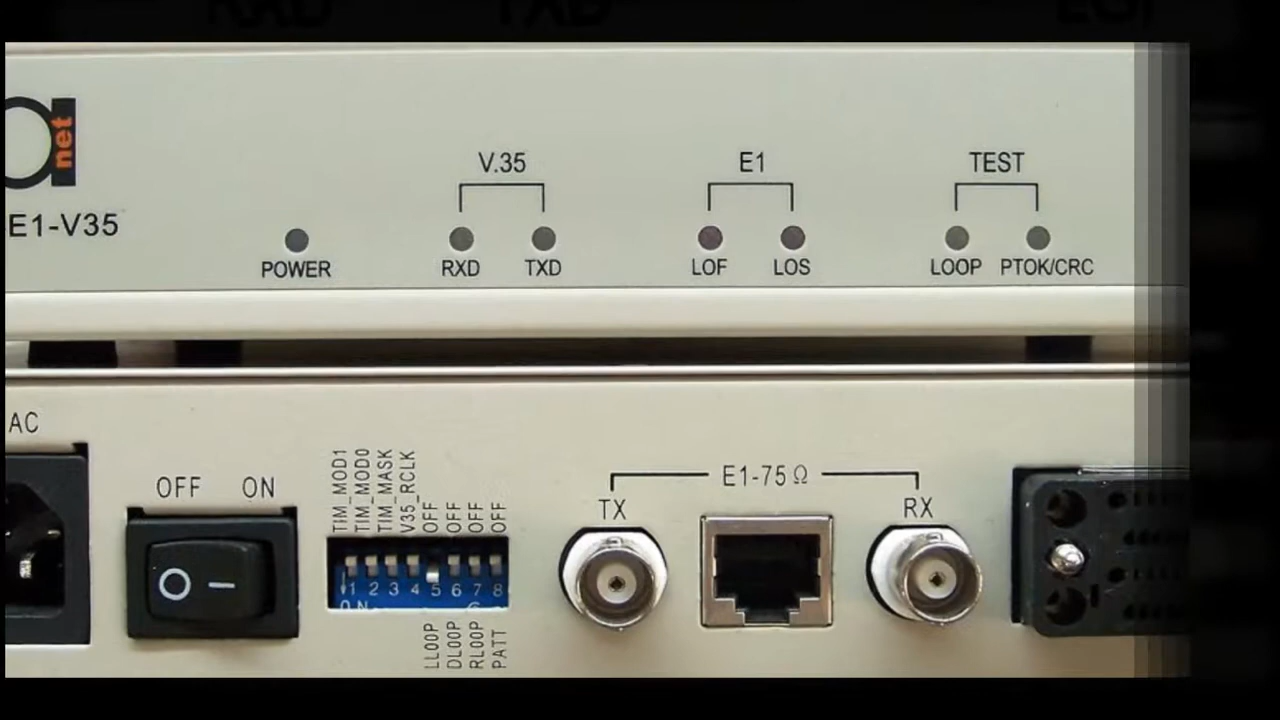 RXD TXD
net
E1-V35
V.35 E1 TEST
POWER RXD TXD LOF LOS LOOP PTOK/CRC
AC
OFF ON
TIM_MOD1
TIM_MOD0
TIM_MASK
V35_RCLK
OFF
OFF
OFF
OFF
1 2 3 4 5 6 7 8
ON
LLOOP
DLOOP
RLOOP
PATT
E1-75Ω
TX RX
O |